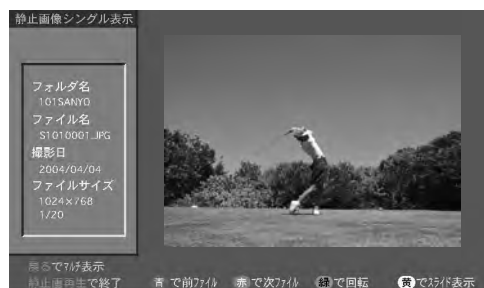 静止画像シングル表示
フォルダ名
101SANYO
ファイル名
S1010001.JPG
撮影日
2004/04/04
ファイルサイズ
1024×768
1/20
戻るでマルチ表示
静止画再生で終了
青で前ファイル
赤で次ファイル
緑で回転
黄でスライド表示